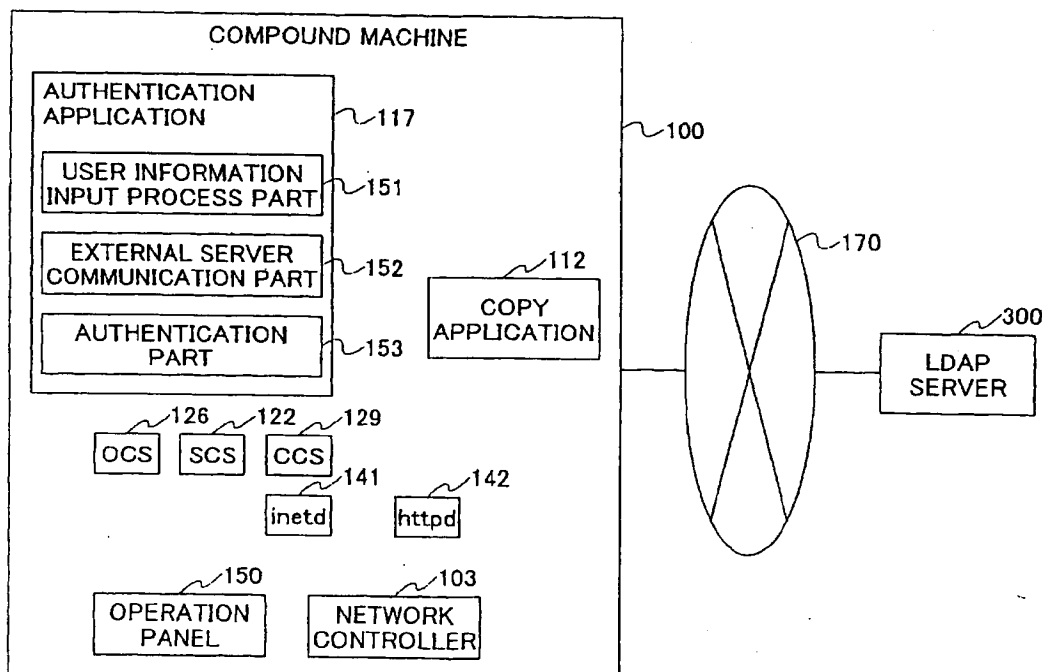 COMPOUND MACHINE
AUTHENTICATION
APPLICATION
117
USER INFORMATION
INPUT PROCESS PART
151
EXTERNAL SERVER
COMMUNICATION PART
152
AUTHENTICATION
PART
153
112
COPY
APPLICATION
100
170
300
LDAP
SERVER
126
OCS
122
SCS
129
CCS
141
inetd
142
httpd
150
OPERATION
PANEL
103
NETWORK
CONTROLLER